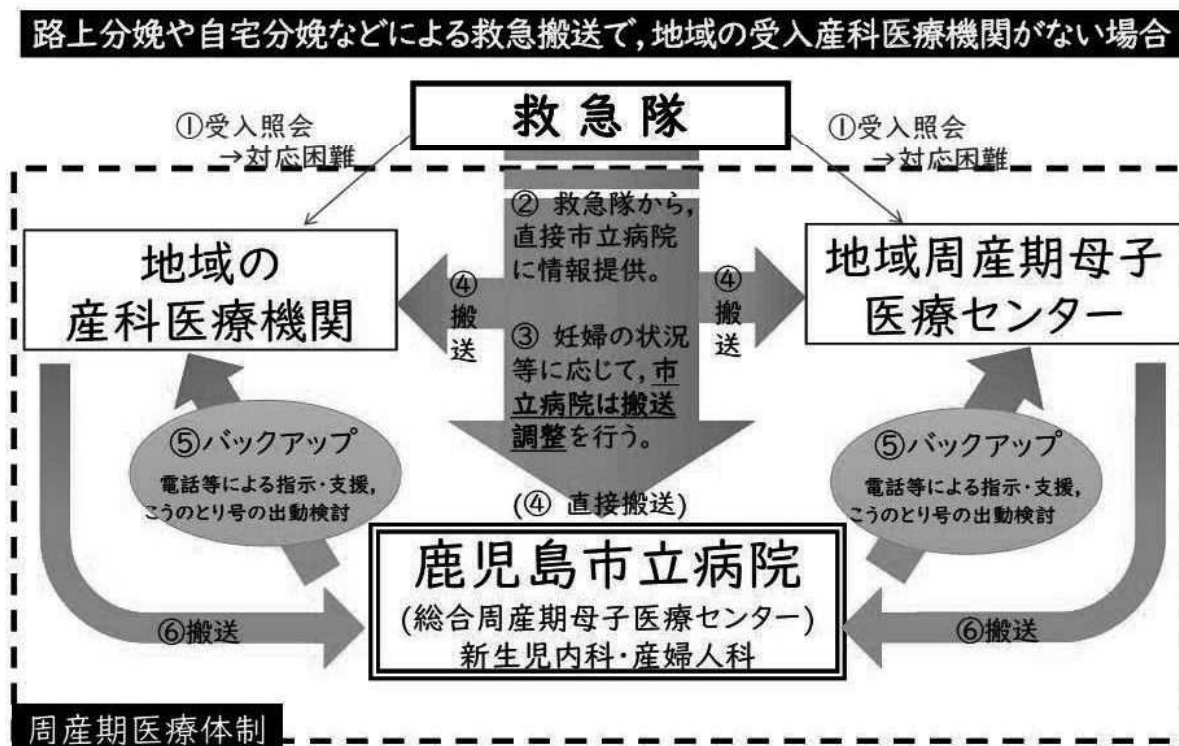 路上分娩や自宅分娩などによる救急搬送で,地域の受入産科医療機関がない場合
救急隊
①受入照会
→対応困難
①受入照会
→対応困難
② 救急隊から,
直接市立病院
に情報提供。
地域の
産科医療機関
地域周産期母子
医療センター
④
搬
送
④
搬
送
③ 妊婦の状況
等に応じて,市
立病院は搬送
調整を行う。
⑤バックアップ
電話等による指示・支援,
こうのとり号の出動検討
⑤バックアップ
電話等による指示・支援,
こうのとり号の出動検討
(④ 直接搬送)
鹿児島市立病院
(総合周産期母子医療センター)
新生児内科・産婦人科
⑥搬送
⑥搬送
周産期医療体制